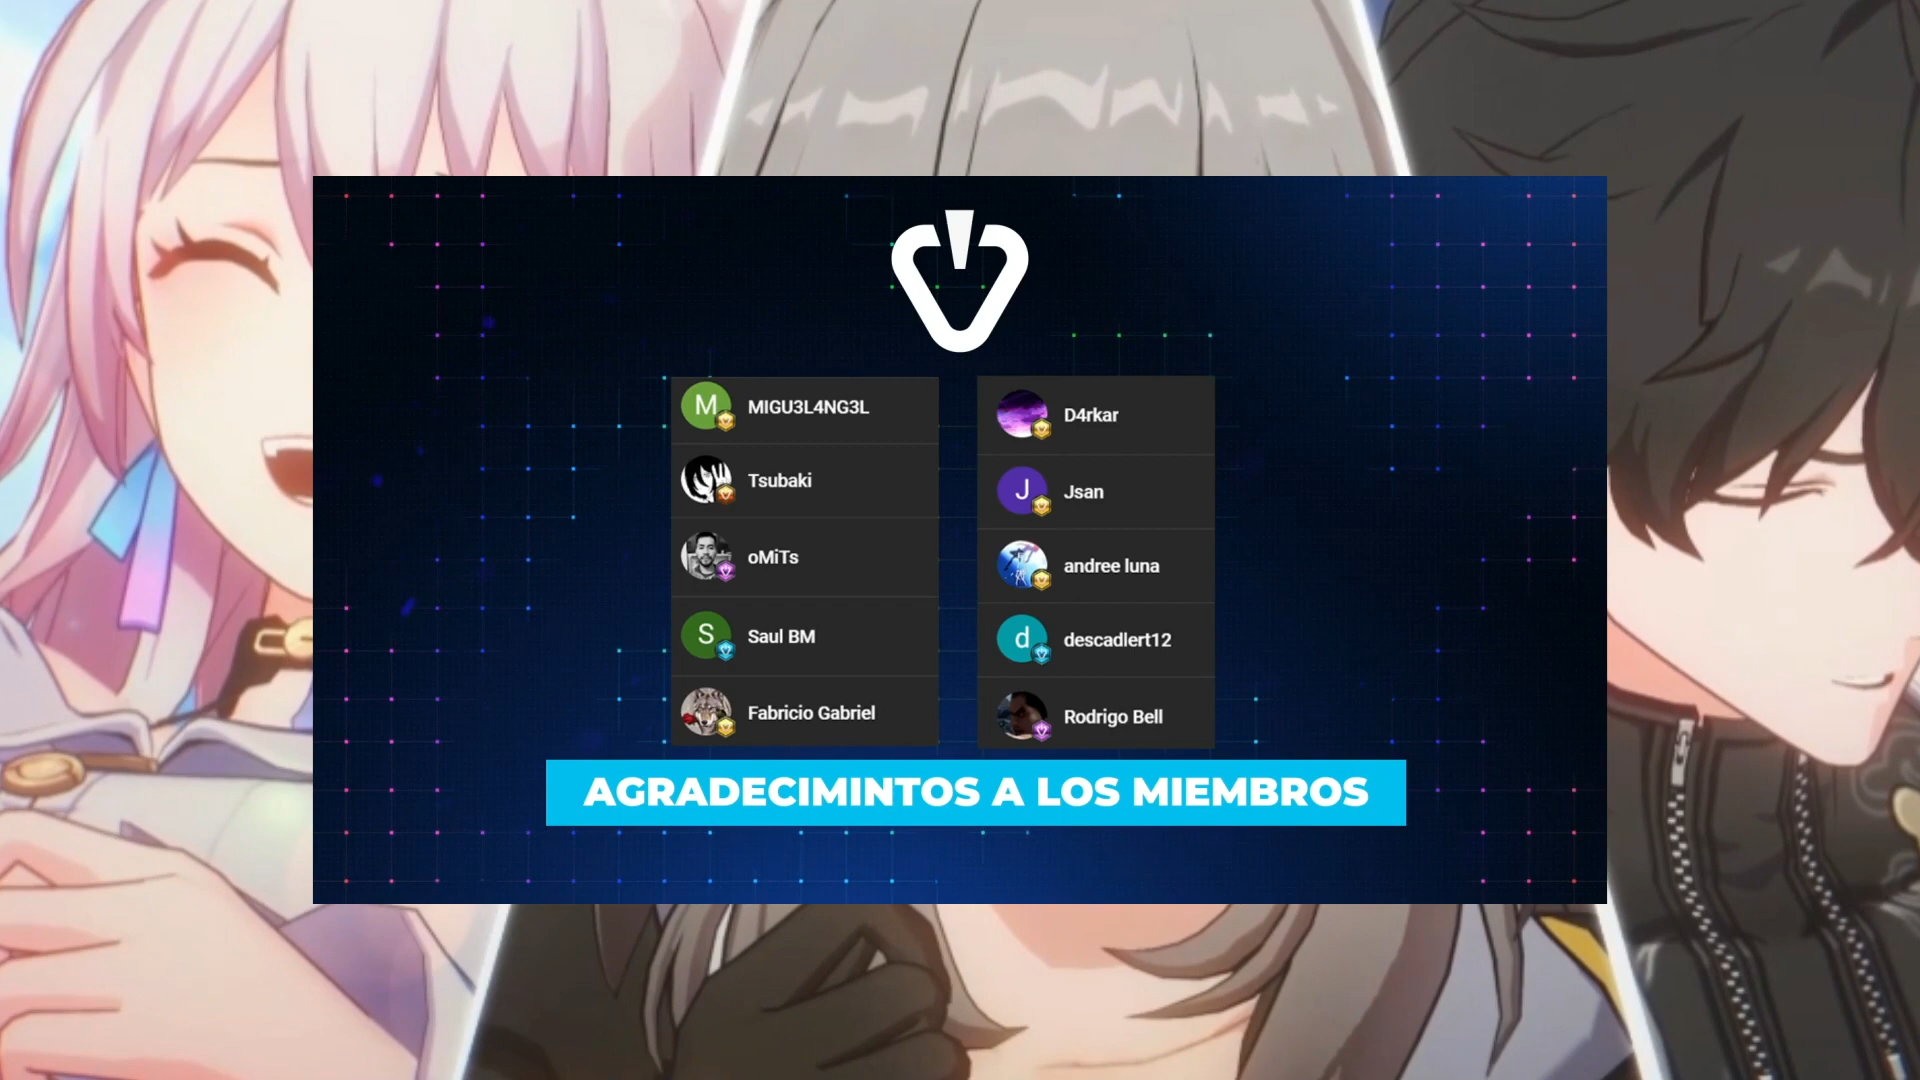 M MIGU3L4NG3L
Tsubaki
oMiTs
S Saul BM
Fabricio Gabriel
D4rkar
J Jsan
andree luna
d descadlert12
Rodrigo Bell
AGRADECIMINTOS A LOS MIEMBROS